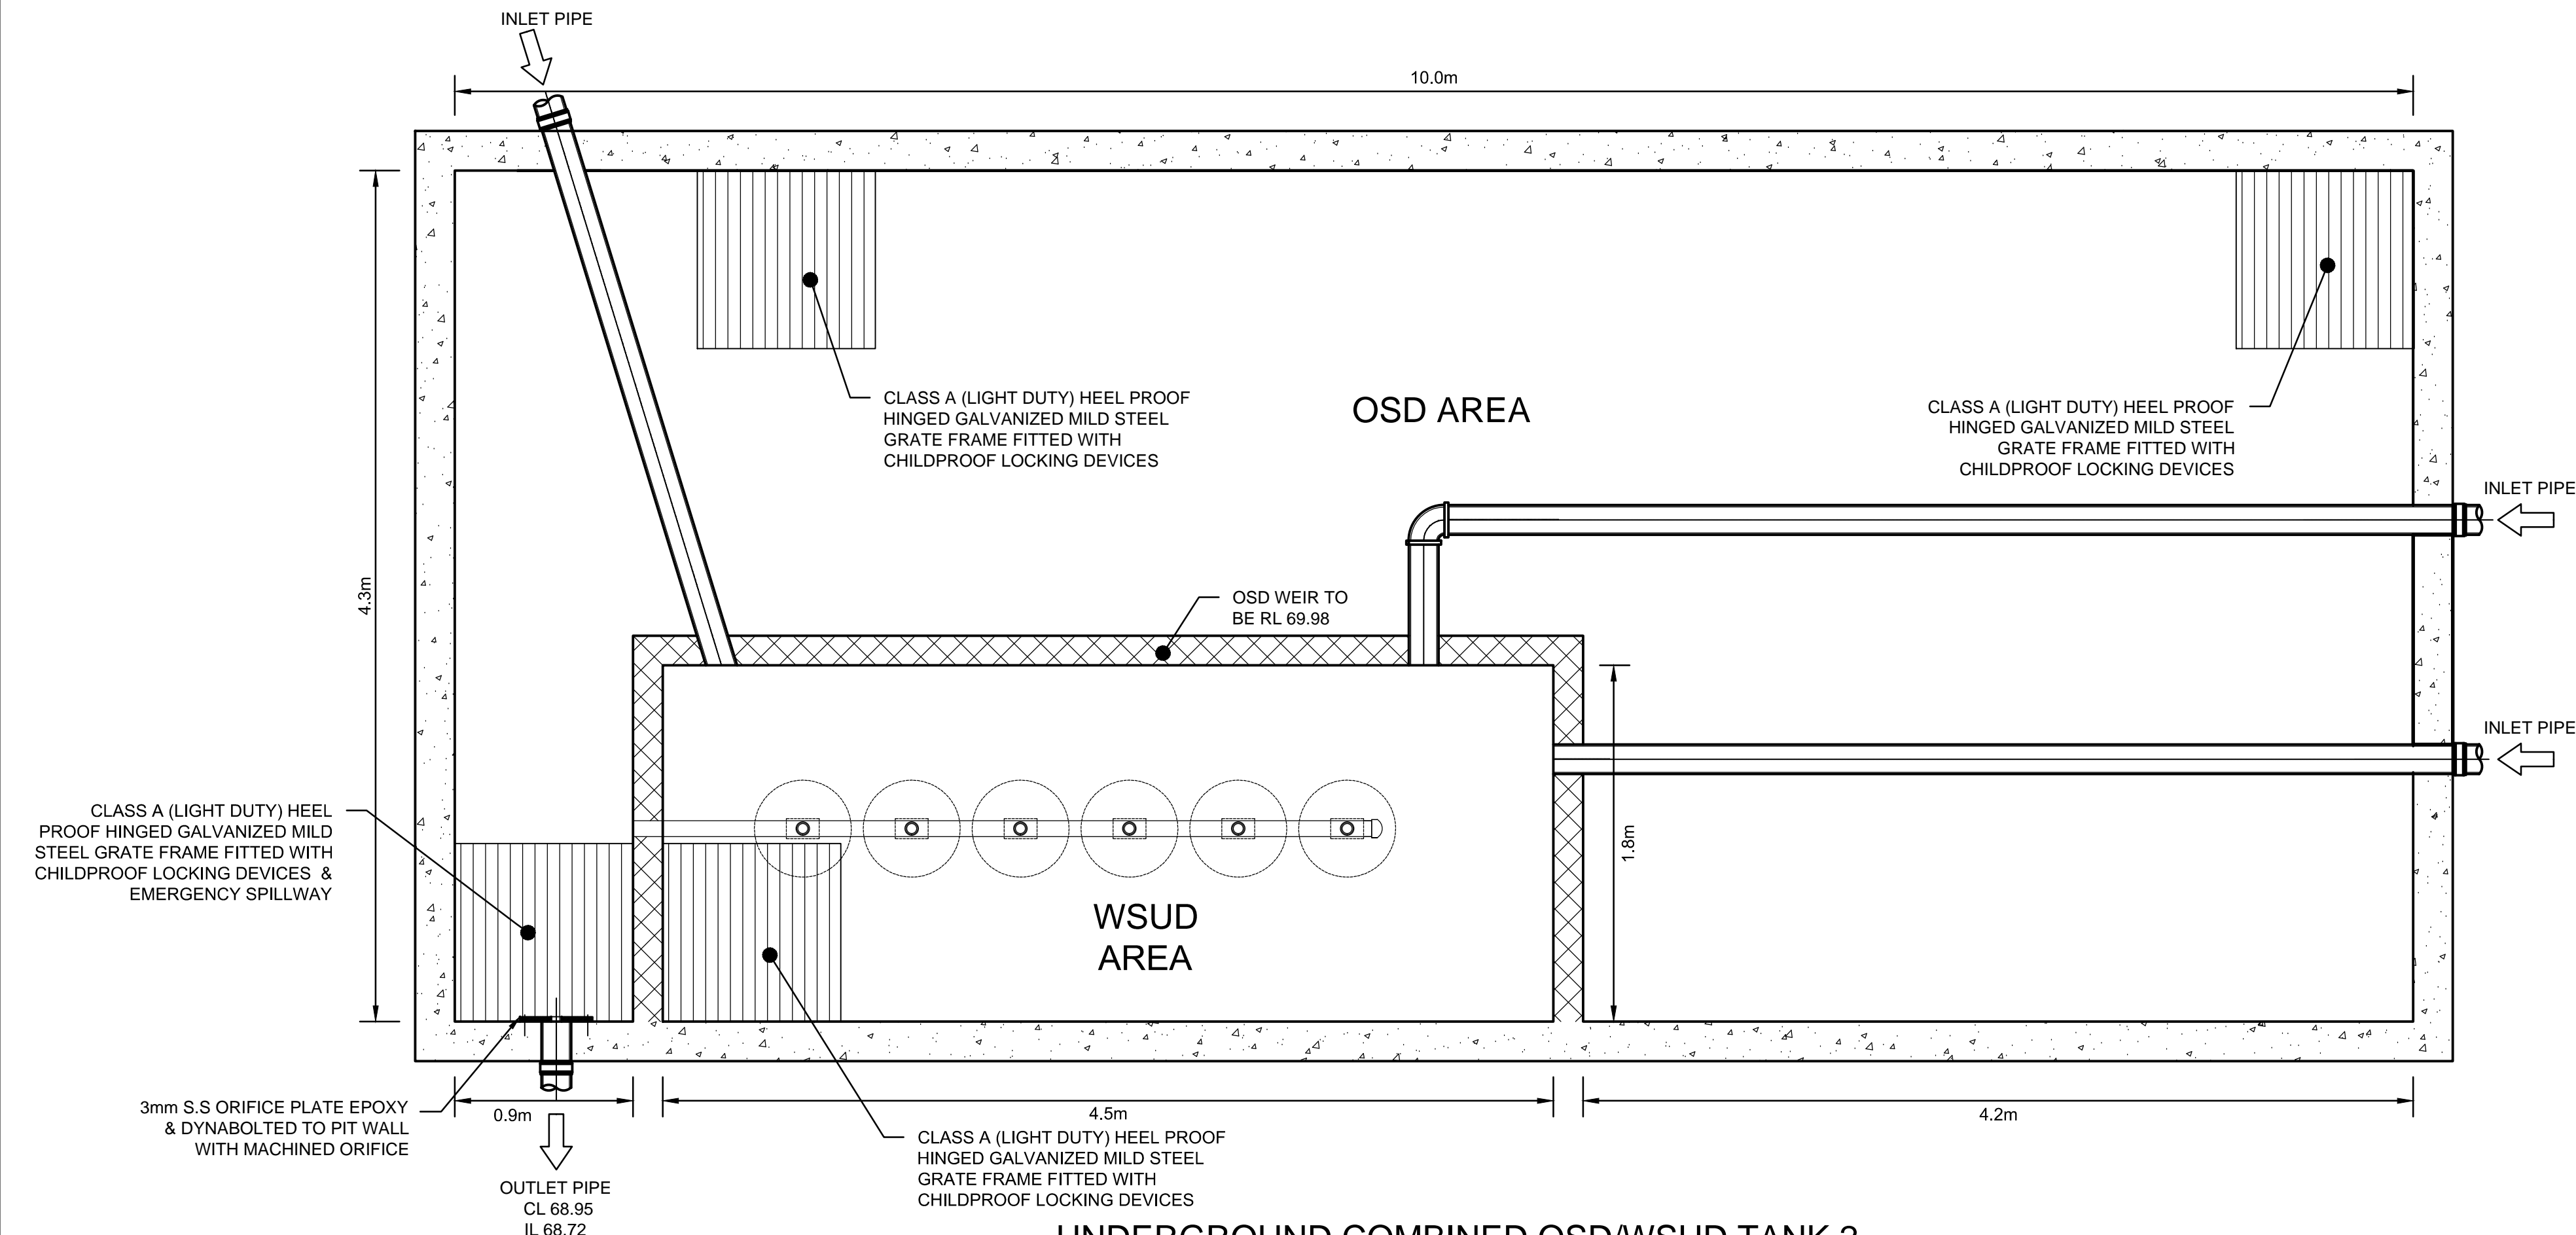 INLET PIPE
10.0m
CLASS A (LIGHT DUTY) HEEL PROOF
HINGED GALVANIZED MILD STEEL
GRATE FRAME FITTED WITH
CHILDPROOF LOCKING DEVICES
OSD AREA
CLASS A (LIGHT DUTY) HEEL PROOF
HINGED GALVANIZED MILD STEEL
GRATE FRAME FITTED WITH
CHILDPROOF LOCKING DEVICES
INLET PIPE
4.3m
OSD WEIR TO
BE RL 69.98
INLET PIPE
CLASS A (LIGHT DUTY) HEEL
PROOF HINGED GALVANIZED MILD
STEEL GRATE FRAME FITTED WITH
CHILDPROOF LOCKING DEVICES &
EMERGENCY SPILLWAY
1.8m
WSUD
AREA
3mm S.S ORIFICE PLATE EPOXY
& DYNABOLTED TO PIT WALL
WITH MACHINED ORIFICE
0.9m
4.5m
4.2m
CLASS A (LIGHT DUTY) HEEL PROOF
HINGED GALVANIZED MILD STEEL
GRATE FRAME FITTED WITH
CHILDPROOF LOCKING DEVICES
OUTLET PIPE
CL 68.95
IL 68.72
UNDERGROUND COMBINED OSD/WSUD TANK 2